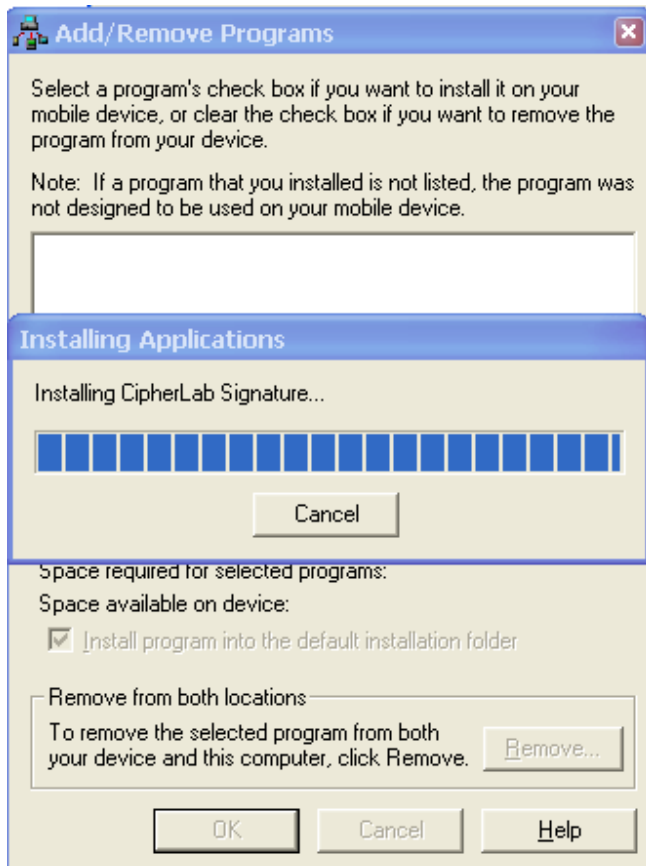 Add/Remove Programs
Select a program's check box if you want to install it on your
mobile device, or clear the check box if you want to remove the
program from your device.
Note: If a program that you installed is not listed, the program was
not designed to be used on your mobile device.
Installing Applications
Installing CipherLab Signature...
Cancel
Space required for selected programs:
Space available on device:
Install program into the default installation folder
Remove from both locations
To remove the selected program from both
your device and this computer, click Remove.
Remove...
OK
Cancel
Help